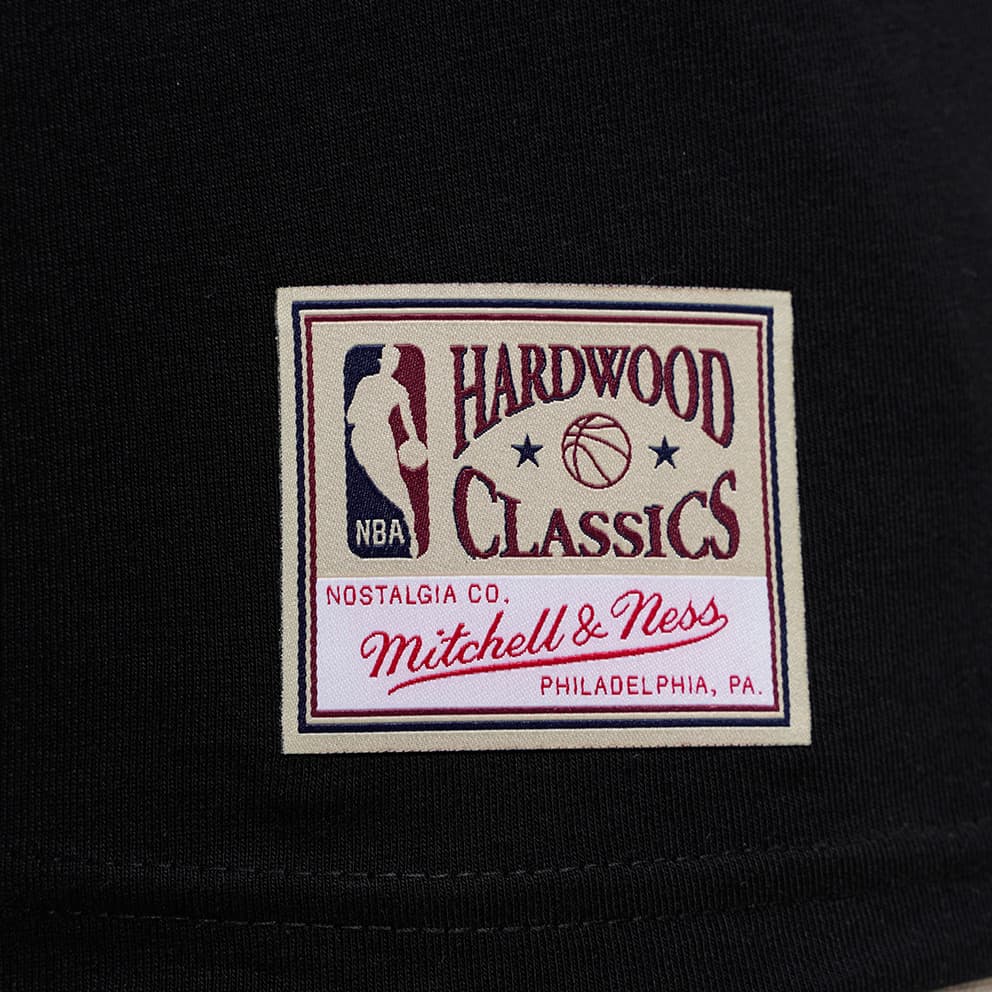 NBA
HARDWOOD
CLASSICS
NOSTALGIA CO.
Mitchell & Ness
PHILADELPHIA, PA.